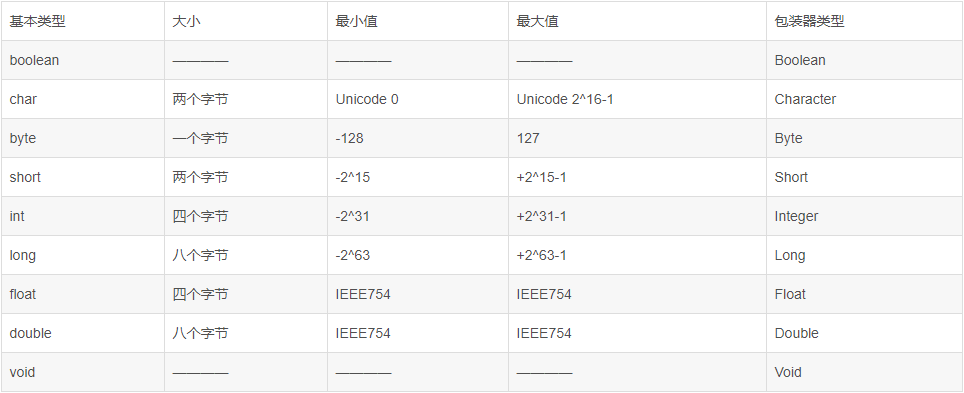 基本类型 大小 最小值 最大值 包装器类型
boolean ———— ———— ———— Boolean
char 两个字节 Unicode 0 Unicode 2^16-1 Character
byte 一个字节 -128 127 Byte
short 两个字节 -2^15 +2^15-1 Short
int 四个字节 -2^31 +2^31-1 Integer
long 八个字节 -2^63 +2^63-1 Long
float 四个字节 IEEE754 IEEE754 Float
double 八个字节 IEEE754 IEEE754 Double
void ———— ———— ———— Void